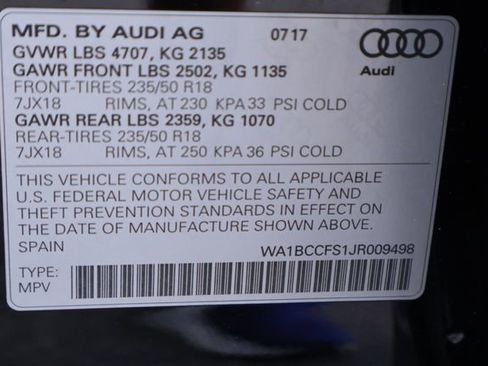 MFD. BY AUDI AG 07/17
GVWR LBS 4707, KG 2135
GAWR FRONT LBS 2502, KG 1135
FRONT-TIRES 235/50 R18
7JX18 RIMS, AT 230 KPA 33 PSI COLD
GAWR REAR LBS 2359, KG 1070
REAR-TIRES 235/50 R18
7JX18 RIMS, AT 250 KPA 36 PSI COLD
Audi
THIS VEHICLE CONFORMS TO ALL APPLICABLE
U.S. FEDERAL MOTOR VEHICLE SAFETY AND
THEFT PREVENTION STANDARDS IN EFFECT ON
THE DATE OF MANUFACTURE SHOWN ABOVE.
SPAIN WA1BCCFS1JR009498
TYPE:
MPV